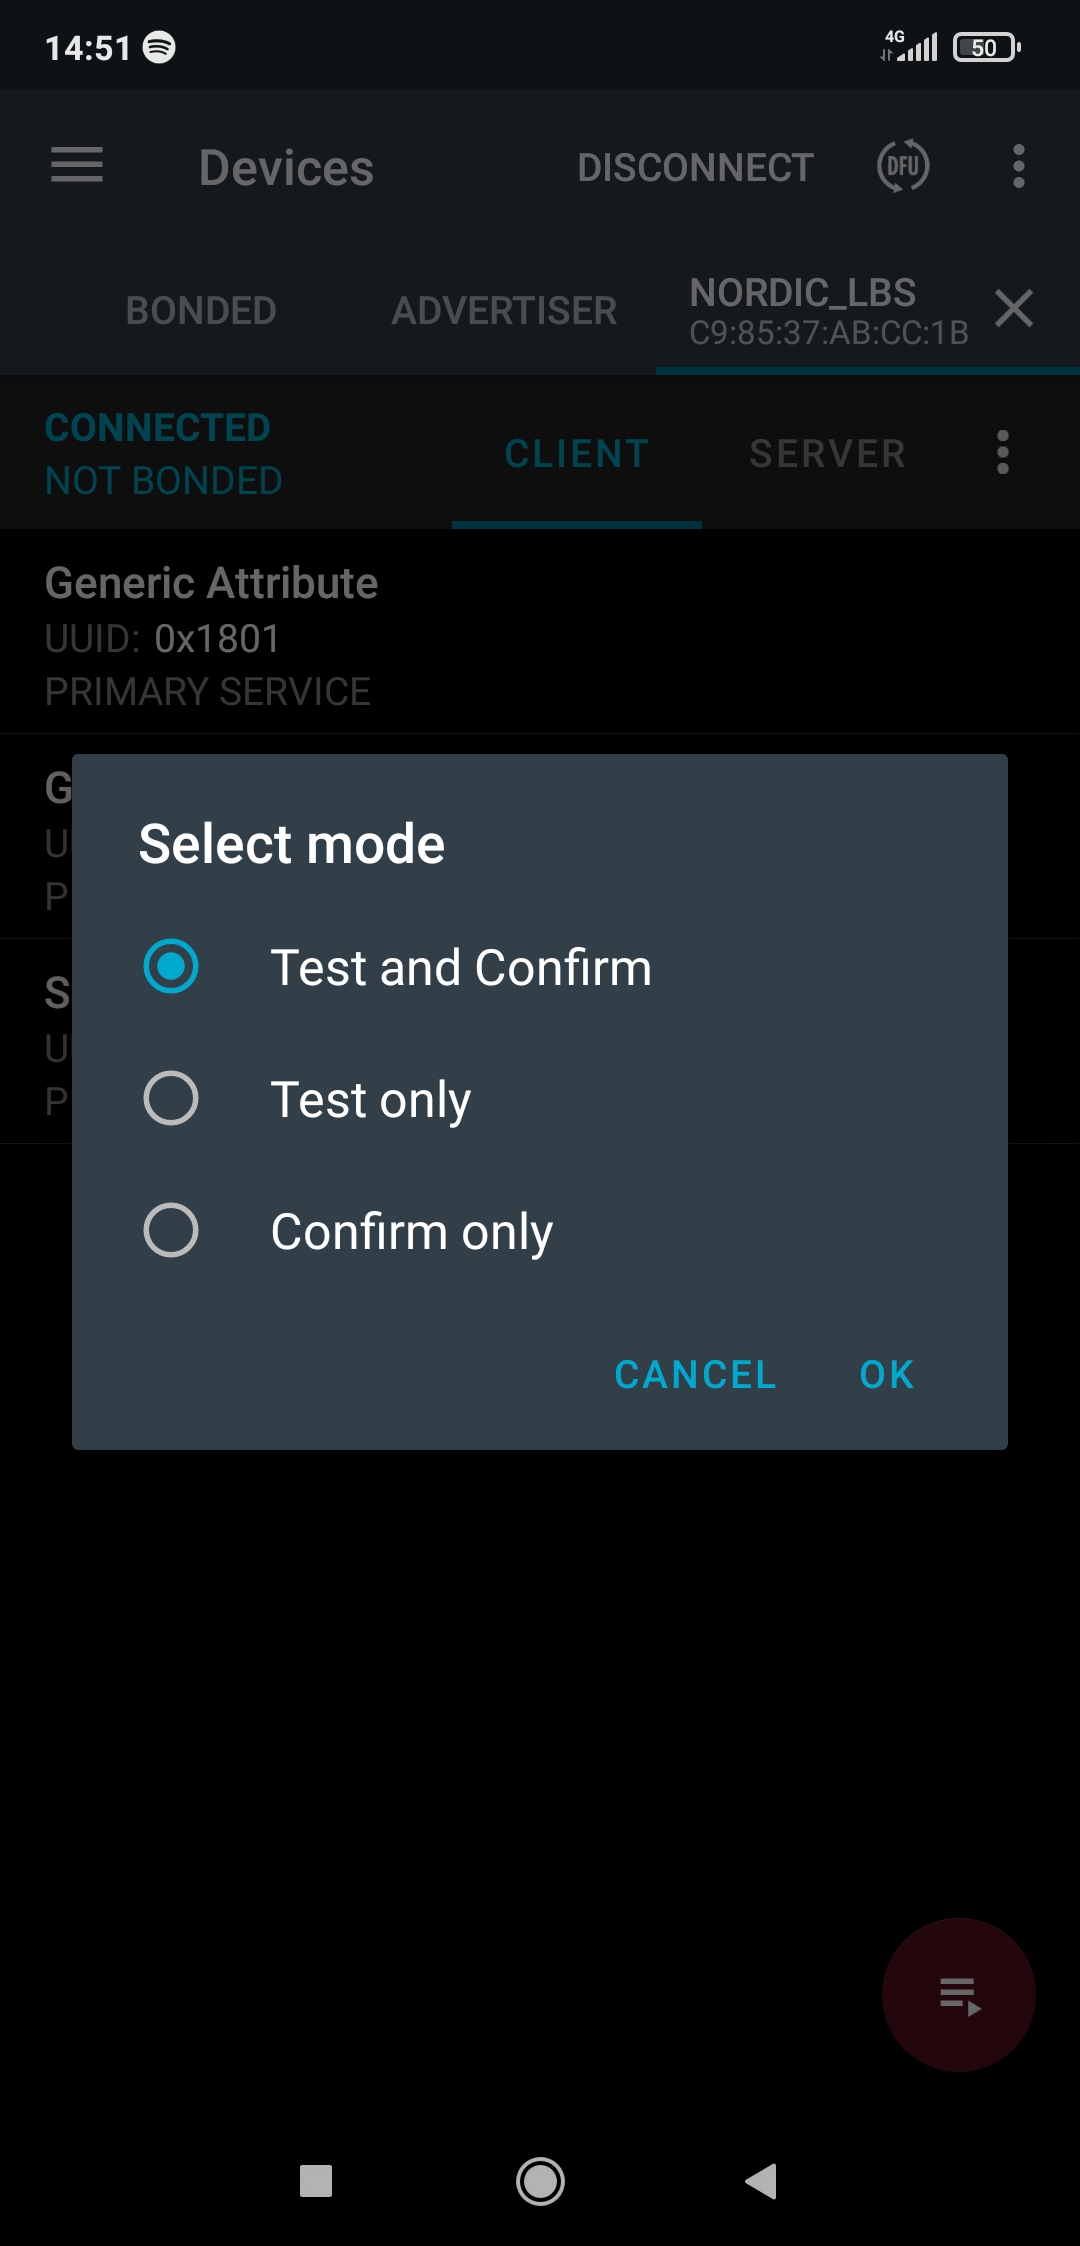 14:51
4G
50
Devices
DISCONNECT
DFU
BONDED
ADVERTISER
NORDIC_LBS
C9:85:37:AB:CC:1B
CONNECTED
NOT BONDED
CLIENT
SERVER
Generic Attribute
UUID: 0x1801
PRIMARY SERVICE
Select mode
Test and Confirm
Test only
Confirm only
CANCEL
OK